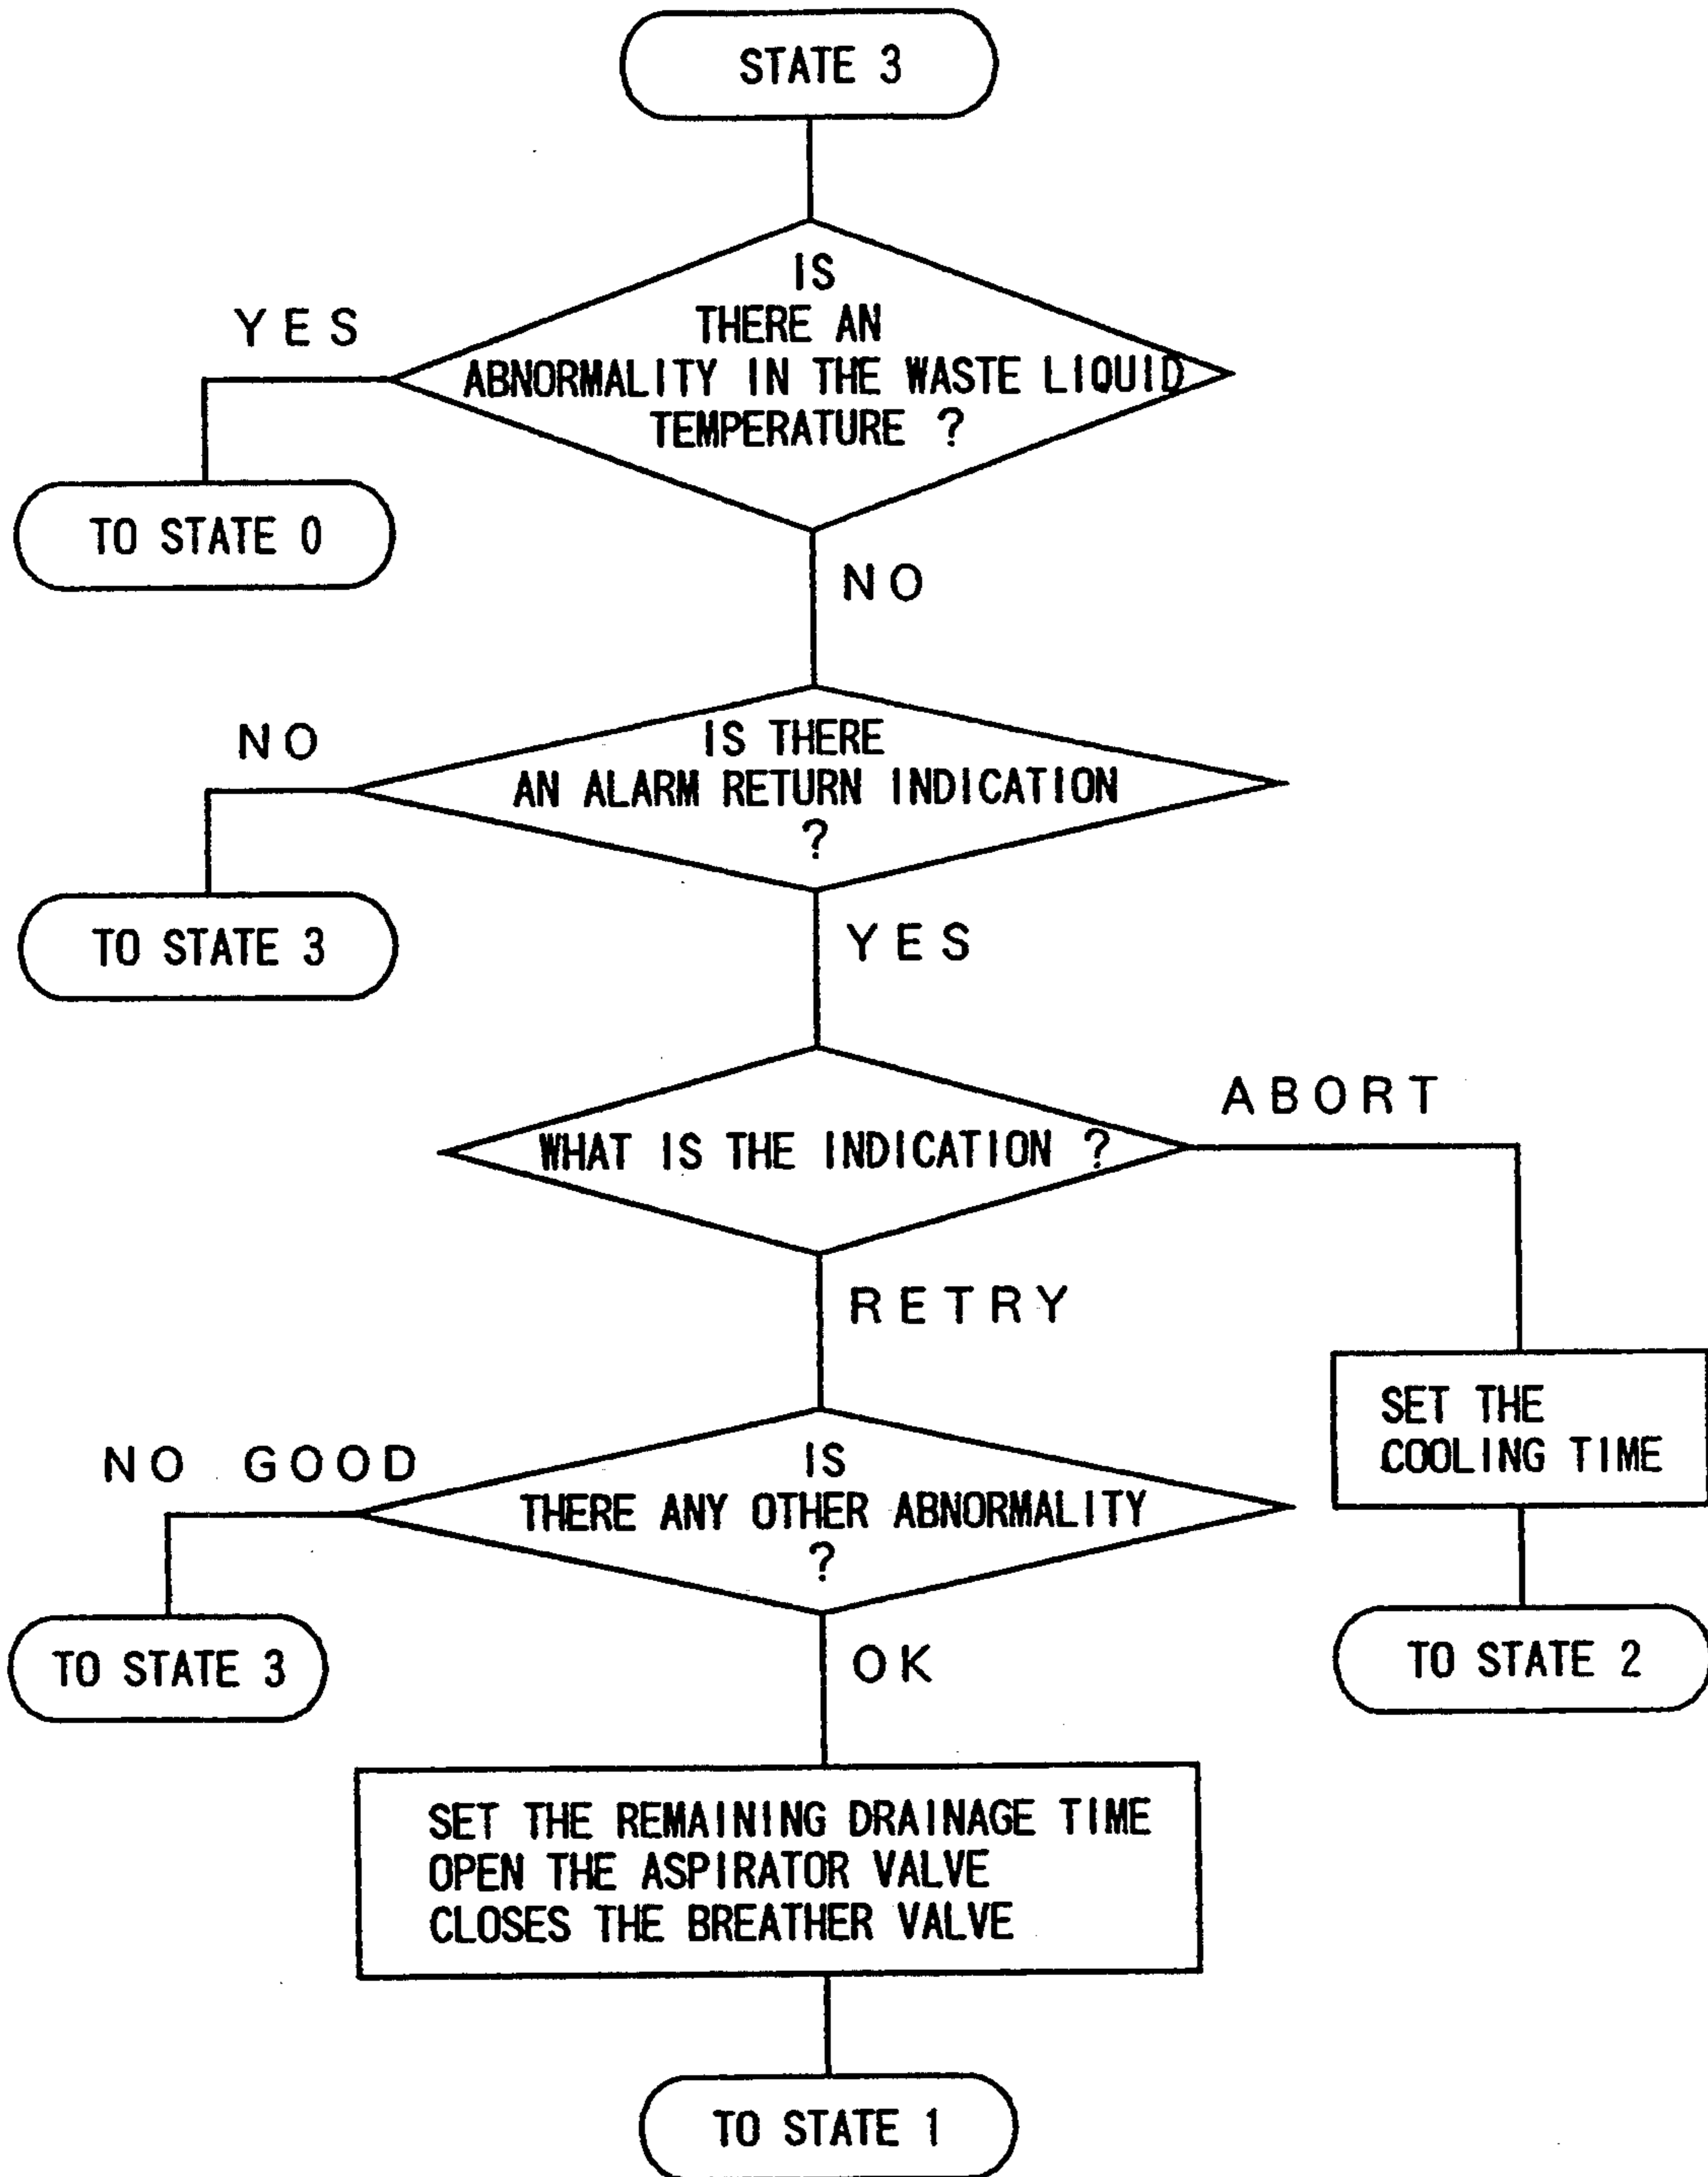 STATE 3
IS
THERE AN
ABNORMALITY IN THE WASTE LIQUID
TEMPERATURE ?
YES
TO STATE 0
NO
IS THERE
AN ALARM RETURN INDICATION
?
NO
TO STATE 3
YES
WHAT IS THE INDICATION ?
ABORT
RETRY
SET THE
COOLING TIME
IS
THERE ANY OTHER ABNORMALITY
?
NO GOOD
TO STATE 3
OK
TO STATE 2
SET THE REMAINING DRAINAGE TIME
OPEN THE ASPIRATOR VALVE
CLOSES THE BREATHER VALVE
TO STATE 1